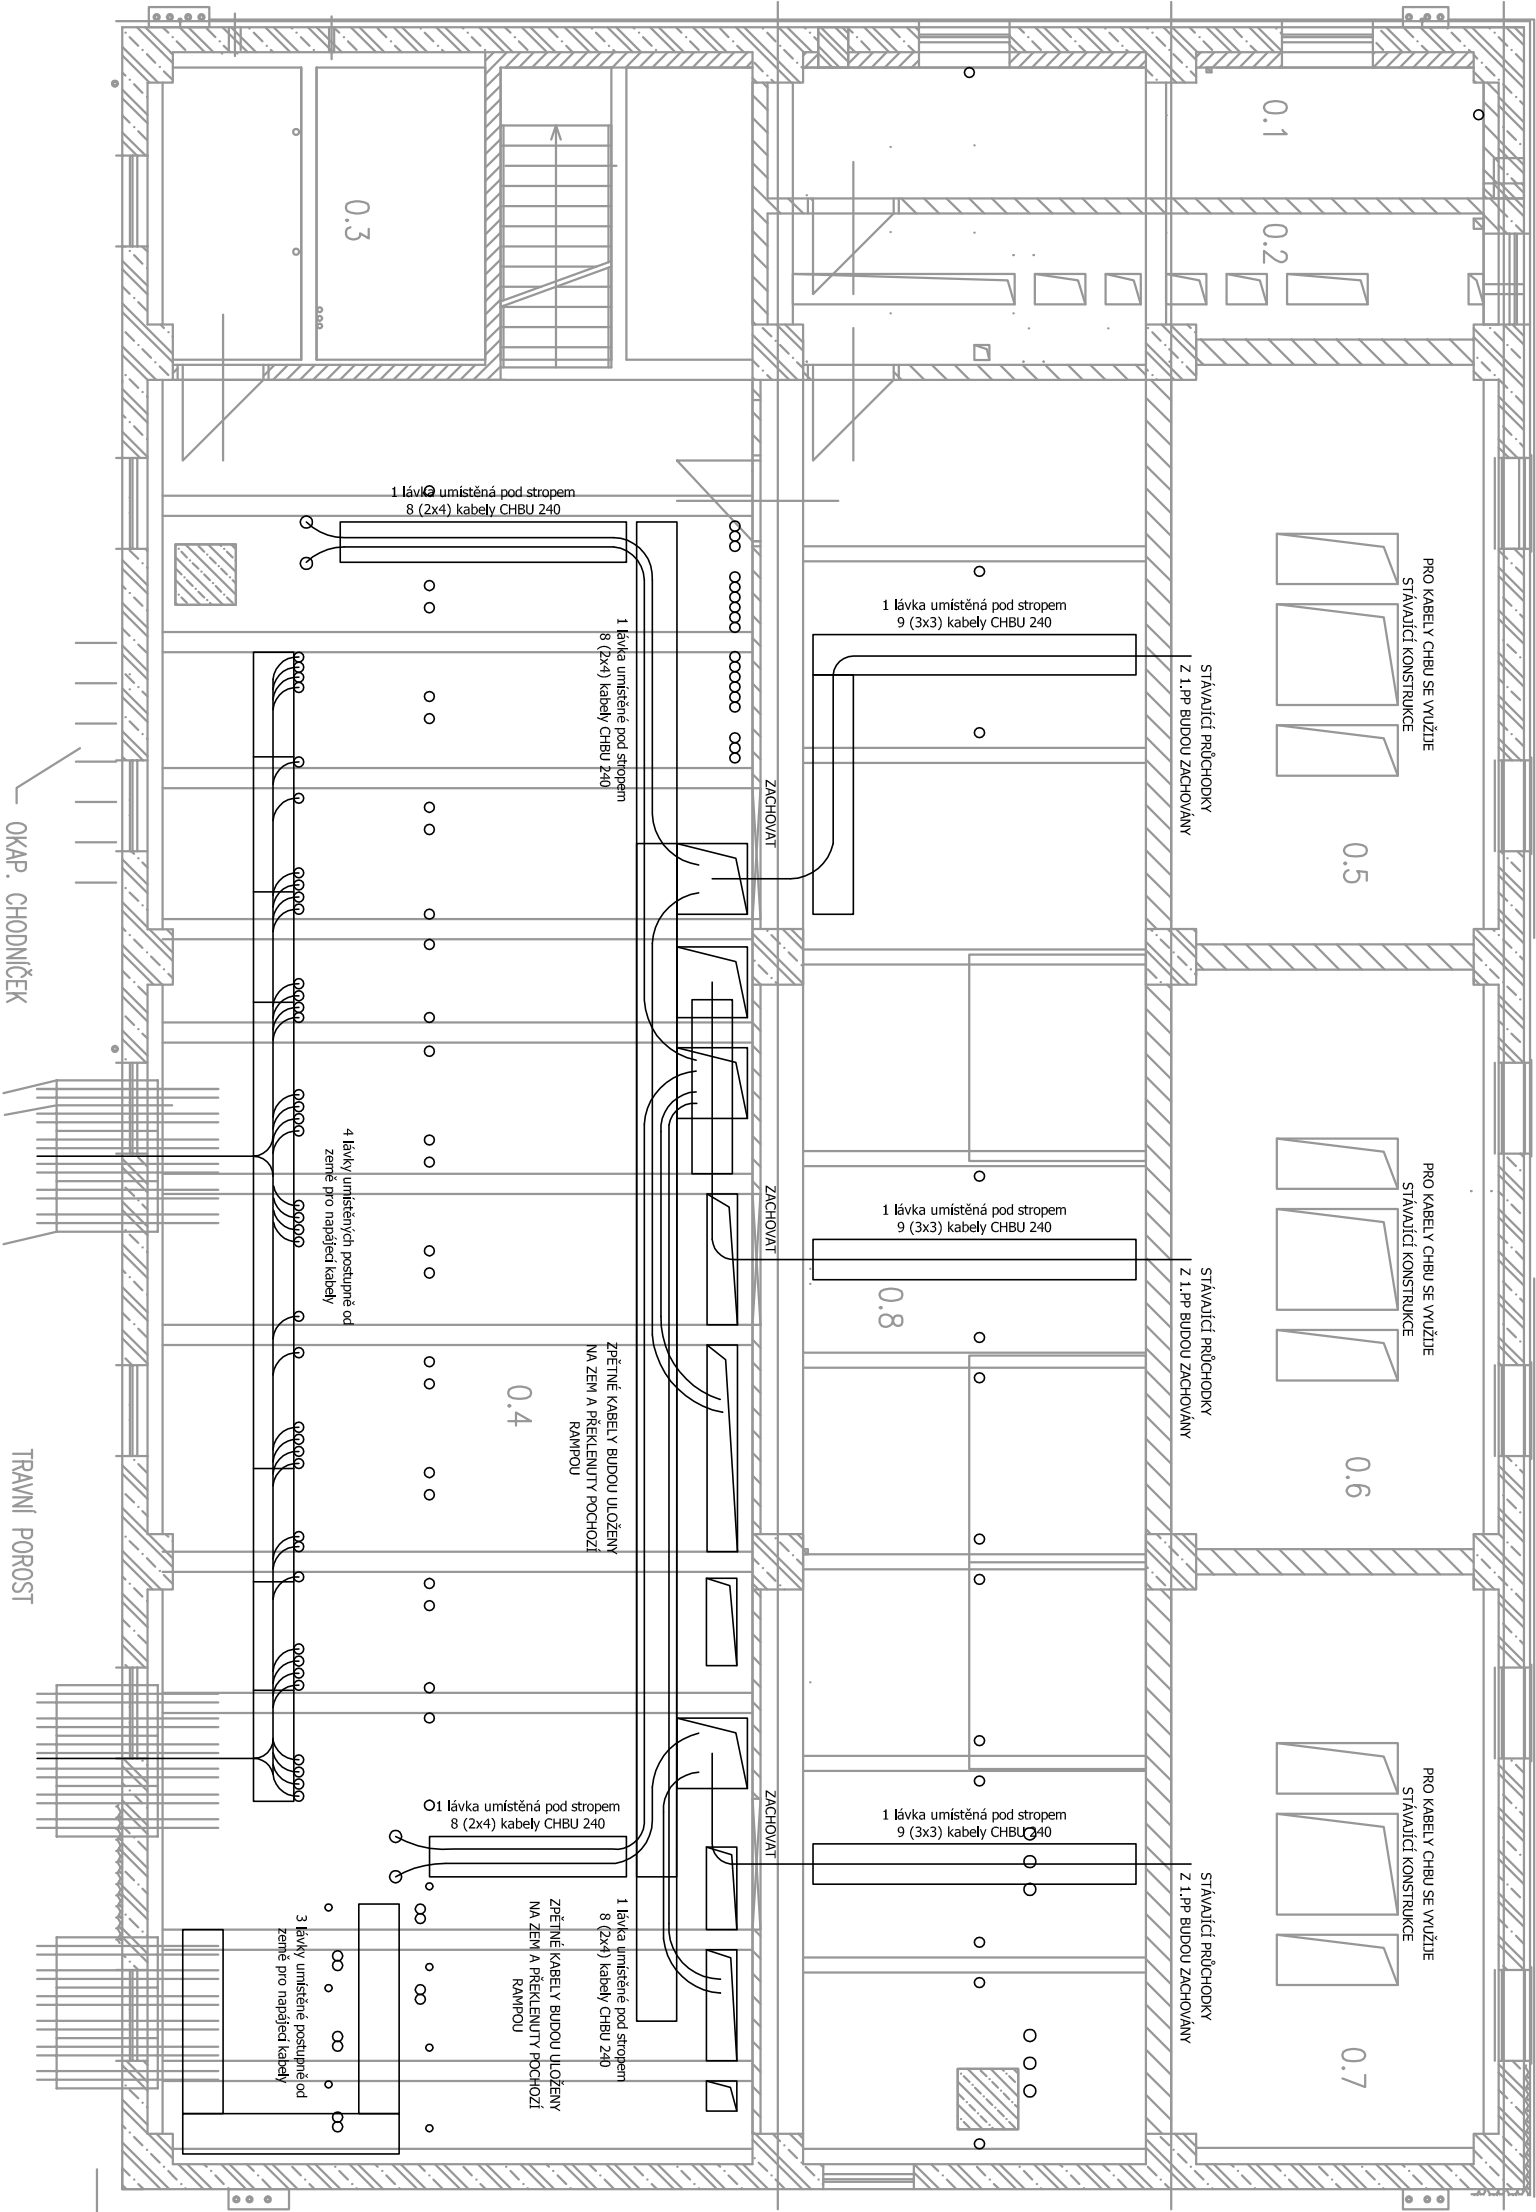 0.1
0.2
0.3
1 lávka umístěná pod stropem
8 (2x4) kabely CHBU 240
1 lávka umístěná pod stropem
9 (3x3) kabely CHBU 240
PRO KABELY CHBU SE VYUŽIJE
STÁVAJÍCÍ KONSTRUKCE
STÁVAJÍCÍ PRŮCHODKY
Z 1.PP BUDOU ZACHOVÁNY
1 lávka umístěné pod stropem
8 (2x4) kabely CHBU 240
ZACHOVAT
0.5
OKAP. CHODNÍČEK
4 lávky umístěných postupně od
země pro napájecí kabely
ZACHOVAT
1 lávka umístěná pod stropem
9 (3x3) kabely CHBU 240
PRO KABELY CHBU SE VYUŽIJE
STÁVAJÍCÍ KONSTRUKCE
STÁVAJÍCÍ PRŮCHODKY
Z 1.PP BUDOU ZACHOVÁNY
0.8
0.4
ZPĚTNÉ KABELY BUDOU ULOŽENY
NA ZEM A PŘEKLENUTY POCHOZÍ
RAMPOU
0.6
TRAVNÍ POROST
1 lávka umístěná pod stropem
8 (2x4) kabely CHBU 240
ZACHOVAT
1 lávka umístěná pod stropem
9 (3x3) kabely CHBU 240
PRO KABELY CHBU SE VYUŽIJE
STÁVAJÍCÍ KONSTRUKCE
STÁVAJÍCÍ PRŮCHODKY
Z 1.PP BUDOU ZACHOVÁNY
3 lávky umístěné postupně od
země pro napájecí kabely
ZPĚTNÉ KABELY BUDOU ULOŽENY
NA ZEM A PŘEKLENUTY POCHOZÍ
RAMPOU
1 lávka umístěné pod stropem
8 (2x4) kabely CHBU 240
0.7